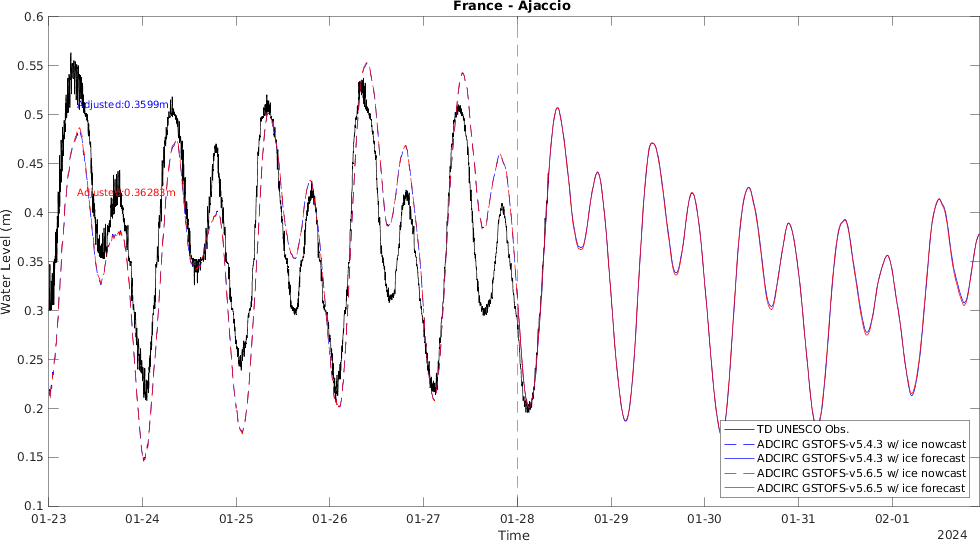 France - Ajaccio
0.6
0.55
0.5
0.45
0.4
0.35
0.3
0.25
0.2
0.15
0.1
Water Level (m)
Adjusted:0.3599m
Adjusted:0.36283m
TD UNESCO Obs.
ADCIRC GSTOFS-v5.4.3 w/ ice nowcast
ADCIRC GSTOFS-v5.4.3 w/ ice forecast
ADCIRC GSTOFS-v5.6.5 w/ ice nowcast
ADCIRC GSTOFS-v5.6.5 w/ ice forecast
01-23 01-24 01-25 01-26 01-27 01-28 01-29 01-30 01-31 02-01
Time
2024